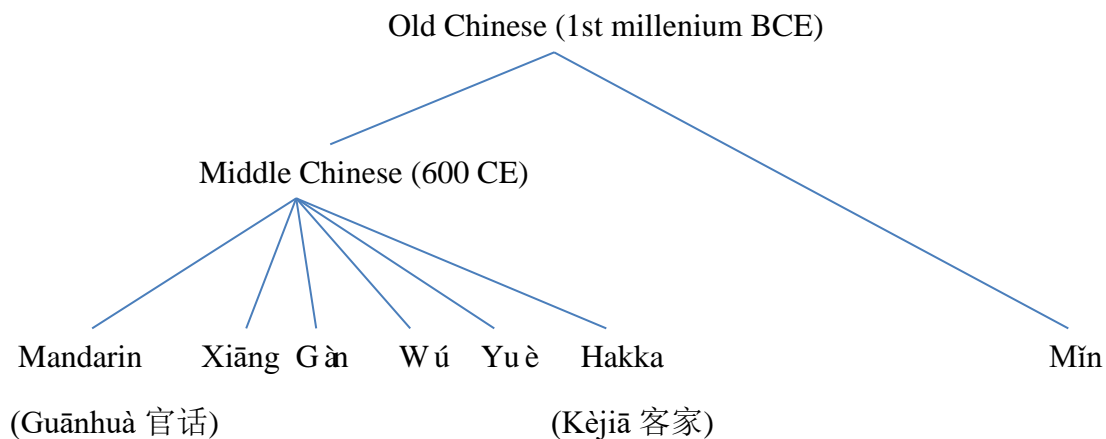 Old Chinese (1st millenium BCE)
Middle Chinese (600 CE)
Mandarin Xiāng Gàn Wú Yuè Hakka Mǐn
(Guānhuà 官话) (Kèjiā 客家)